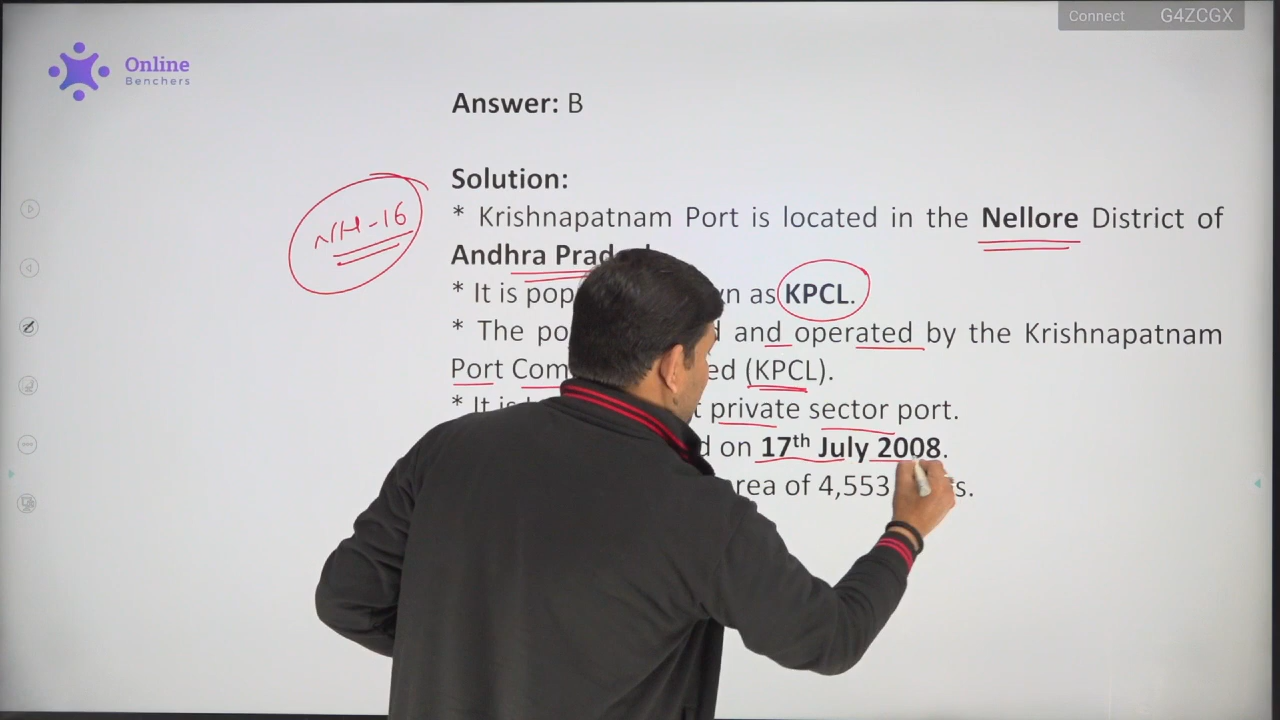 Connect G4ZCGX
Online
Benchers
Answer: B
Solution:
* Krishnapatnam Port is located in the Nellore District of
Andhra Prad
NH-16
* It is pop n as KPCL.
* The po d and operated by the Krishnapatnam
Port Com ed (KPCL).
* It is t private sector port.
d on 17th July 2008.
rea of 4,553 s.